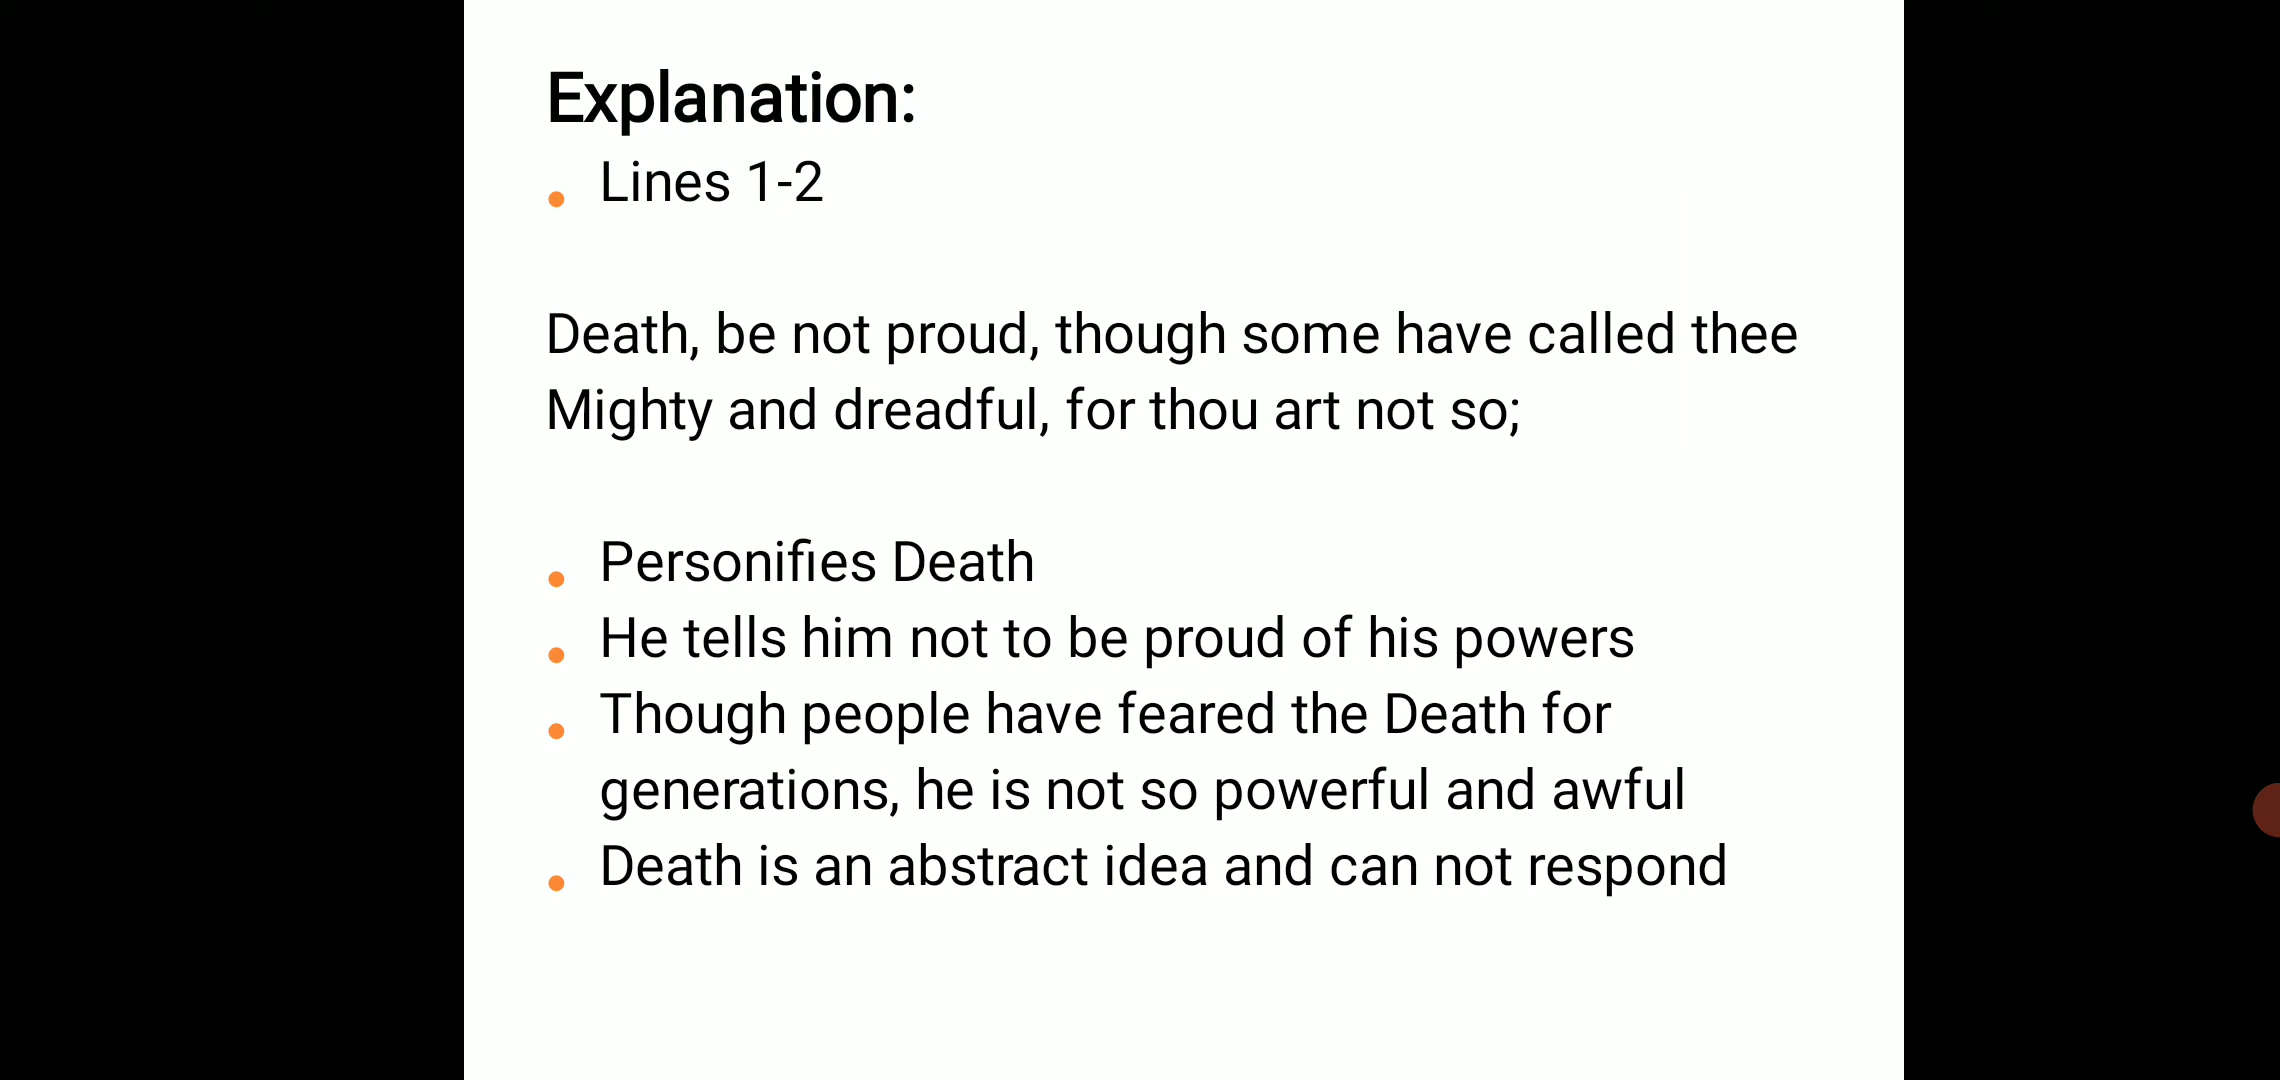 Explanation:
• Lines 1-2
Death, be not proud, though some have called thee
Mighty and dreadful, for thou art not so;
• Personifies Death
• He tells him not to be proud of his powers
• Though people have feared the Death for
generations, he is not so powerful and awful
• Death is an abstract idea and can not respond